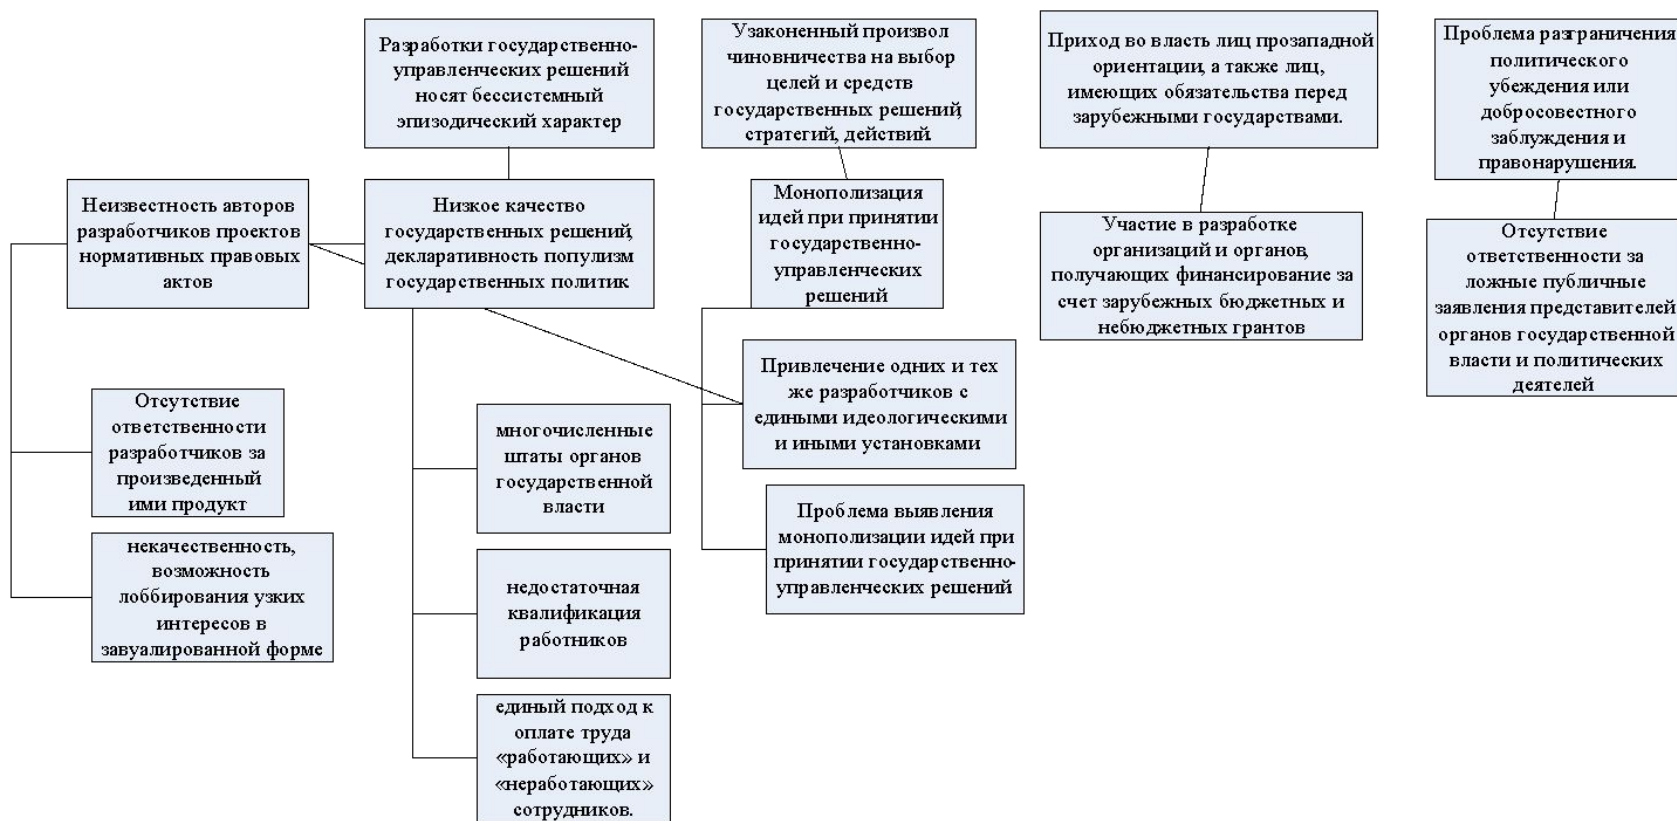 Разработки государственно-
управленческих решений
носят бессистемный
эпизодический характер
Узаконенный произвол
чиновничества на выбор
целей и средств
государственных решений,
стратегий, действий.
Приход во власть лиц прозападной
ориентации, а также лиц,
имеющих обязательства перед
зарубежными государствами.
Проблема разграничения
политического
убеждения или
добросовестного
заблуждения и
правонарушения.
Неизвестность авторов
разработчиков проектов
нормативных правовых
актов
Низкое качество
государственных решений,
декларативность популизм
государственных политик
Монополизация
идей при принятии
государственно-
управленческих
решений
Участие в разработке
организаций и органов,
получающих финансирование за
счет зарубежных бюджетных и
небюджетных грантов
Отсутствие
ответственности за
ложные публичные
заявления представителей
органов государственной
власти и политических
деятелей
Отсутствие
ответственности
разработчиков за
произведенный
ими продукт
многочисленные
штаты органов
государственной
власти
Привлечение одних и тех
же разработчиков с
едиными идеологическими
и иными установками
некачественность,
возможность
лоббирования узких
интересов в
завуалированной форме
недостаточная
квалификация
работников
Проблема выявления
монополизации идей при
принятии государственно-
управленческих решений
единый подход к
оплате труда
«работающих» и
«неработающих»
сотрудников.